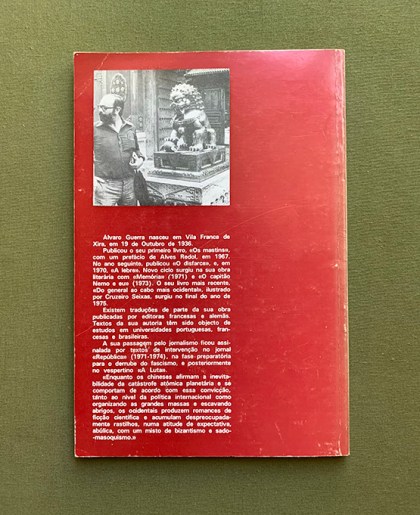 Alvaro Guerra nasceu em Vila Franca de
Xira, em 19 de Outubro de 1936.
Publicou o seu primeiro livro, «Os mastins»,
com um prefácio de Alves Redol, em 1967.
No ano seguinte, publicou «O disfarce», e, em
1970, «A lebre». Novo ciclo surgiu na sua obra
literária com «Memória» (1971) e «O capitão
Nemo e eu» (1973). O seu livro mais recente,
«Do general ao cabo mais ocidental», ilustrado
por Cruzeiro Seixas, surgiu no final do ano de
1975.
Existem traduções de parte da sua obra
publicadas por editoras francesas e alemãs.
Textos da sua autoria têm sido objecto de
estudos em universidades portuguesas, fran-
cesas e brasileiras.
A sua passagem pelo jornalismo ficou assi-
nalada por textos de intervenção no jornal
«República» (1971-1974), na fase preparatória
para o derrube do fascismo, e posteriormente
no vespertino «A Luta».
«Enquanto os chineses afirmam a inevita-
bilidade da catástrofe atómica planetária e se
comportam de acordo com essa convicção,
tanto ao nível da política internacional como
organizando as grandes massas e escavando
abrigos, os ocidentais produzem romances de
ficção científica e acumulam despreocupada-
mente rastilhos, numa atitude de expectativa,
abúlica, com um misto de bizantismo e sado-
-masoquismo.»